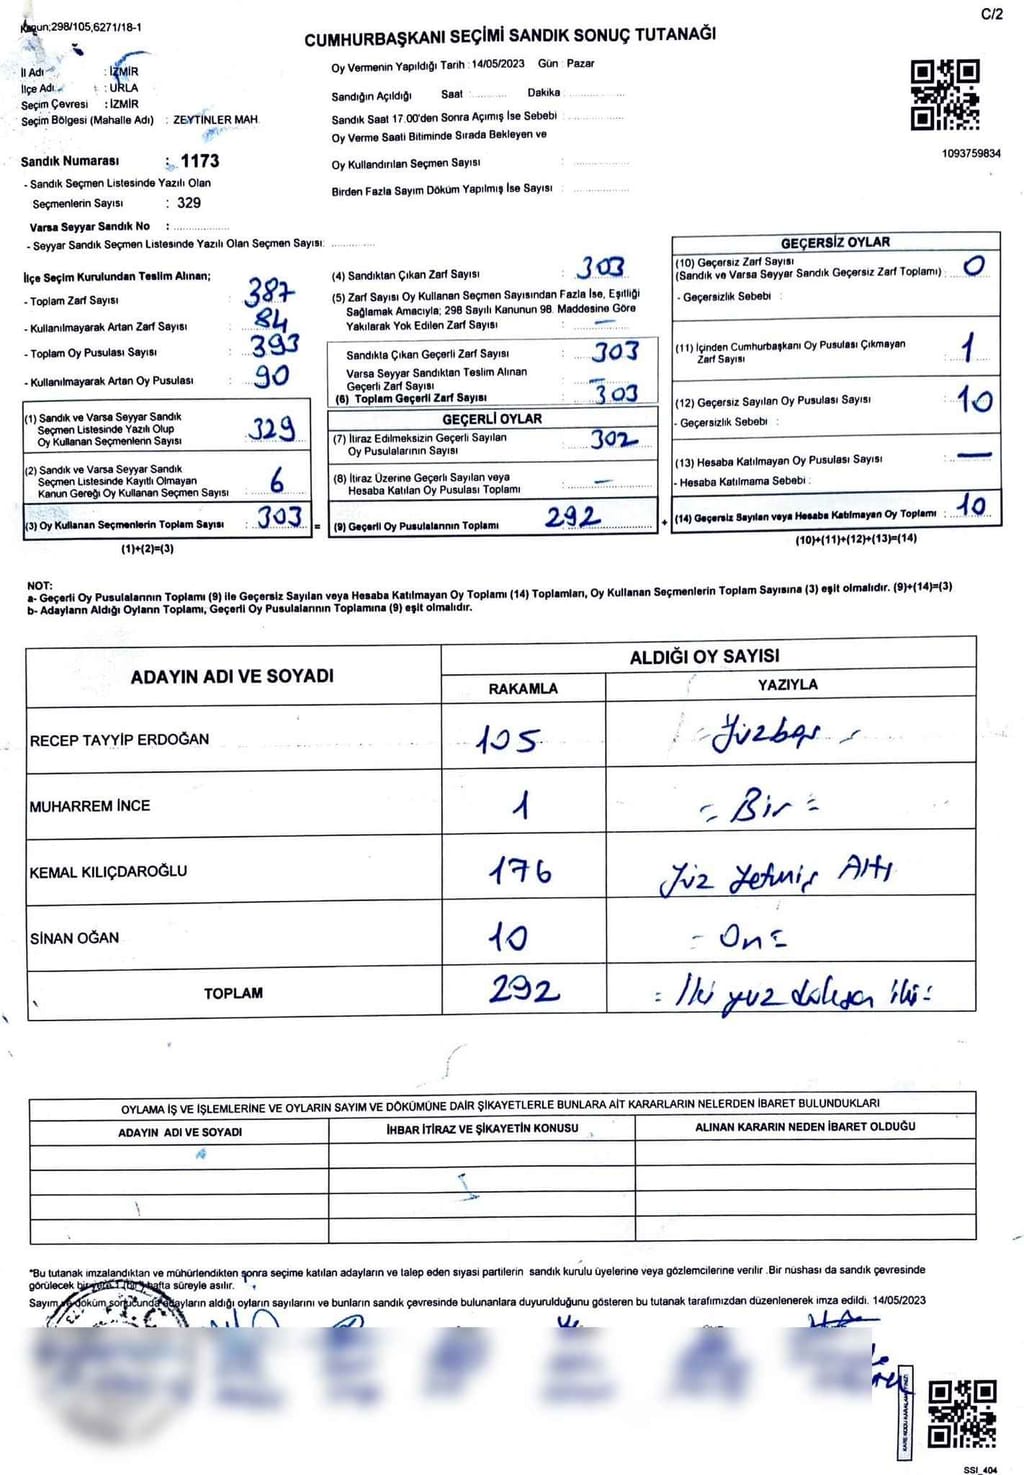 Kanun;298/105,6271/18-1
C/2
CUMHURBAŞKANI SEÇİMİ SANDIK SONUÇ TUTANAĞI
İl Adı : İZMİR
İlçe Adı : URLA
Seçim Çevresi : İZMİR
Seçim Bölgesi (Mahalle Adı) : ZEYTİNLER MAH.
Sandık Numarası : 1173
- Sandık Seçmen Listesinde Yazılı Olan
Seçmenlerin Sayısı : 329
Varsa Seyyar Sandık No :
- Seyyar Sandık Seçmen Listesinde Yazılı Olan Seçmen Sayısı:
Oy Vermenin Yapıldığı Tarih : 14/05/2023 Gün : Pazar
Sandığın Açıldığı Saat : Dakika :
Sandık Saat 17.00'den Sonra Açımış İse Sebebi :
Oy Verme Saati Bitiminde Sırada Bekleyen ve
Oy Kullandırılan Seçmen Sayısı :
Birden Fazla Sayım Döküm Yapılmış İse Sayısı :
1093759834
İlçe Seçim Kurulundan Teslim Alınan;
- Toplam Zarf Sayısı : 387
- Kullanılmayarak Artan Zarf Sayısı : 84
- Toplam Oy Pusulası Sayısı : 393
- Kullanılmayarak Artan Oy Pusulası : 90
(1) Sandık ve Varsa Seyyar Sandık
Seçmen Listesinde Yazılı Olup
Oy Kullanan Seçmenlerin Sayısı : 329
(2) Sandık ve Varsa Seyyar Sandık
Seçmen Listesinde Kayıtlı Olmayan
Kanun Gereği Oy Kullanan Seçmen Sayısı : 6
(3) Oy Kullanan Seçmenlerin Toplam Sayısı : 303 =
(1)+(2)=(3)
(4) Sandıktan Çıkan Zarf Sayısı : 303
(5) Zarf Sayısı Oy Kullanan Seçmen Sayısından Fazla İse, Eşitliği
Sağlamak Amacıyla; 298 Sayılı Kanunun 98. Maddesine Göre
Yakılarak Yok Edilen Zarf Sayısı : —
Sandıkta Çıkan Geçerli Zarf Sayısı : 303
Varsa Seyyar Sandıktan Teslim Alınan
Geçerli Zarf Sayısı : —
(6) Toplam Geçerli Zarf Sayısı : 303
GEÇERLİ OYLAR
(7) İtiraz Edilmeksizin Geçerli Sayılan
Oy Pusulalarının Sayısı : 302
(8) İtiraz Üzerine Geçerli Sayılan veya
Hesaba Katılan Oy Pusulası Toplamı : —
(9) Geçerli Oy Pusulalarının Toplamı : 292 +
GEÇERSİZ OYLAR
(10) Geçersiz Zarf Sayısı
(Sandık ve Varsa Seyyar Sandık Geçersiz Zarf Toplamı) : 0
- Geçersizlik Sebebi :
(11) İçinden Cumhurbaşkanı Oy Pusulası Çıkmayan
Zarf Sayısı : 1
(12) Geçersiz Sayılan Oy Pusulası Sayısı : 10
- Geçersizlik Sebebi :
(13) Hesaba Katılmayan Oy Pusulası Sayısı : —
- Hesaba Katılmama Sebebi :
(14) Geçersiz Sayılan veya Hesaba Katılmayan Oy Toplamı : 10
(10)+(11)+(12)+(13)=(14)
NOT:
a- Geçerli Oy Pusulalarının Toplamı (9) ile Geçersiz Sayılan veya Hesaba Katılmayan Oy Toplamı (14) Toplamları, Oy Kullanan Seçmenlerin Toplam Sayısına (3) eşit olmalıdır. (9)+(14)=(3)
b- Adayların Aldığı Oyların Toplamı, Geçerli Oy Pusulalarının Toplamına (9) eşit olmalıdır.
ADAYIN ADI VE SOYADI
ALDIĞI OY SAYISI
RAKAMLA YAZIYLA
RECEP TAYYİP ERDOĞAN 105 - Yüzbeş
MUHARREM İNCE 1 = Bir =
KEMAL KILIÇDAROĞLU 176 Yüz Yetmiş Altı
SİNAN OĞAN 10 = On =
TOPLAM 292 = İki yüz doksan iki =
OYLAMA İŞ VE İŞLEMLERİNE VE OYLARIN SAYIM VE DÖKÜMÜNE DAİR ŞİKAYETLERLE BUNLARA AİT KARARLARIN NELERDEN İBARET BULUNDUKLARI
ADAYIN ADI VE SOYADI İHBAR İTİRAZ VE ŞİKAYETİN KONUSU ALINAN KARARIN NEDEN İBARET OLDUĞU
*Bu tutanak imzalandıktan ve mühürlendikten sonra seçime katılan adayların ve talep eden siyasi partilerin sandık kurulu üyelerine veya gözlemcilerine verilir .Bir nüshası da sandık çevresinde
görülecek bir yere 1 (bir) hafta süreyle asılır.
Sayım ve döküm sonucunda adayların aldığı oyların sayılarını ve bunların sandık çevresinde bulunanlara duyurulduğunu gösteren bu tutanak tarafımızdan düzenlenerek imza edildi. 14/05/2023
SSI_404